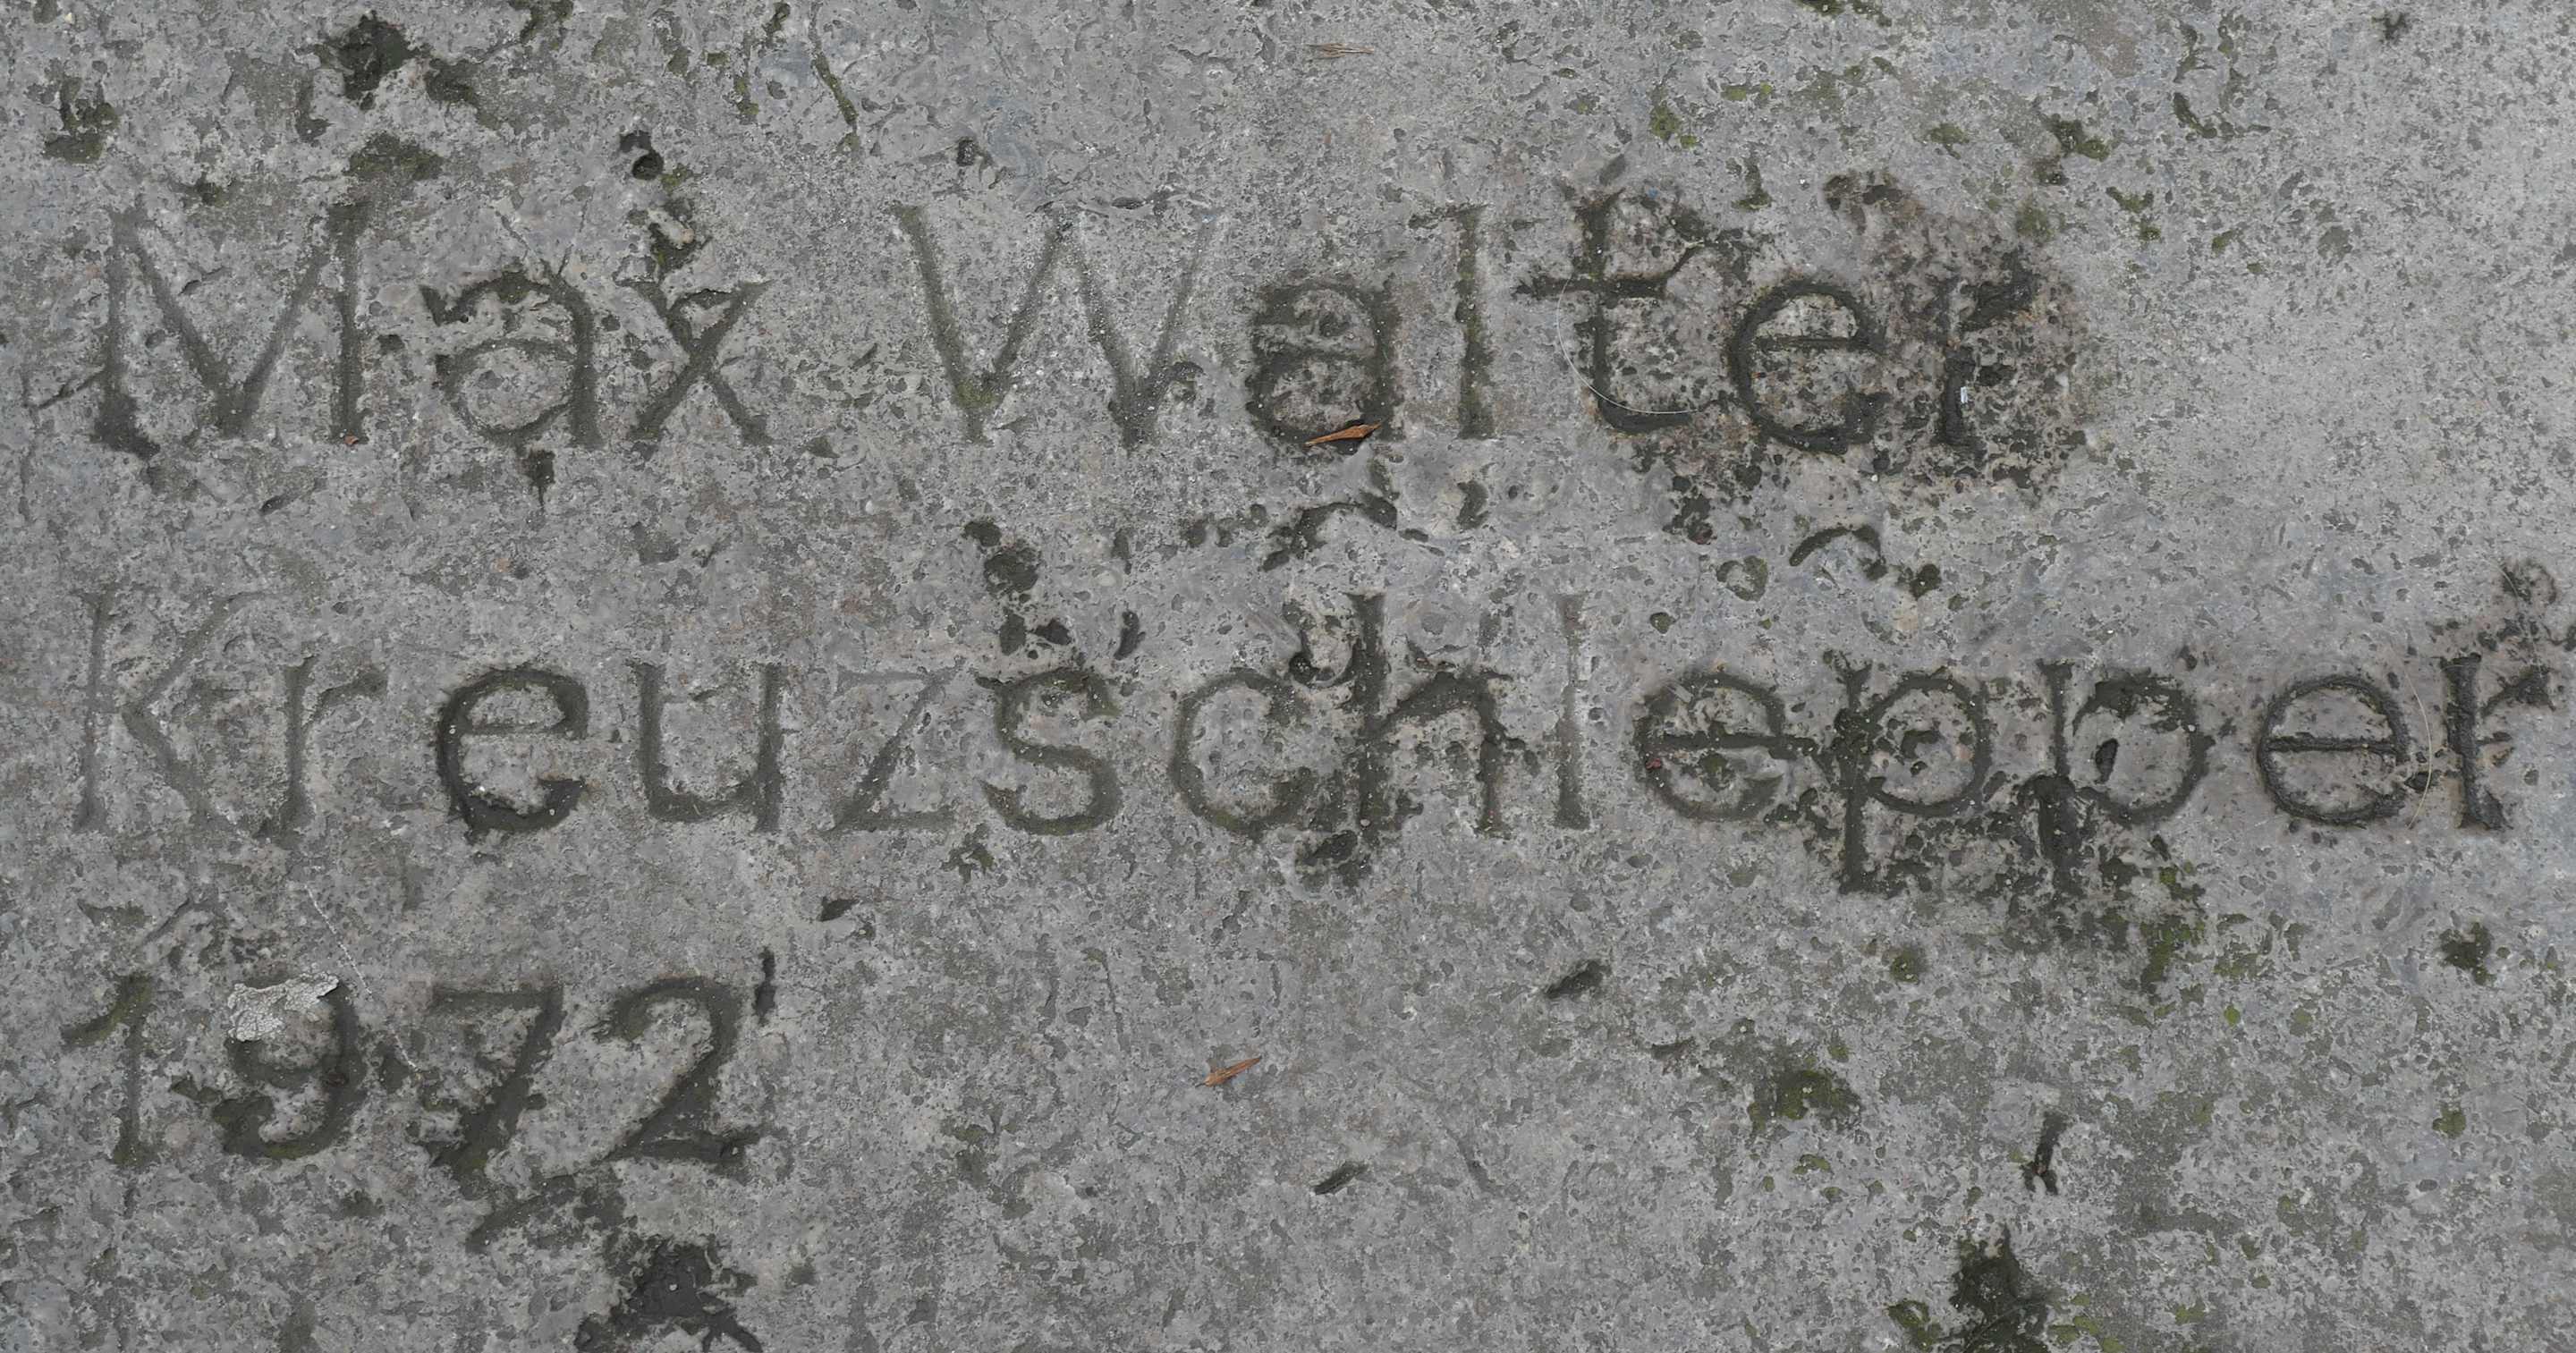 Max Walter
Kreuzschlepper
1972